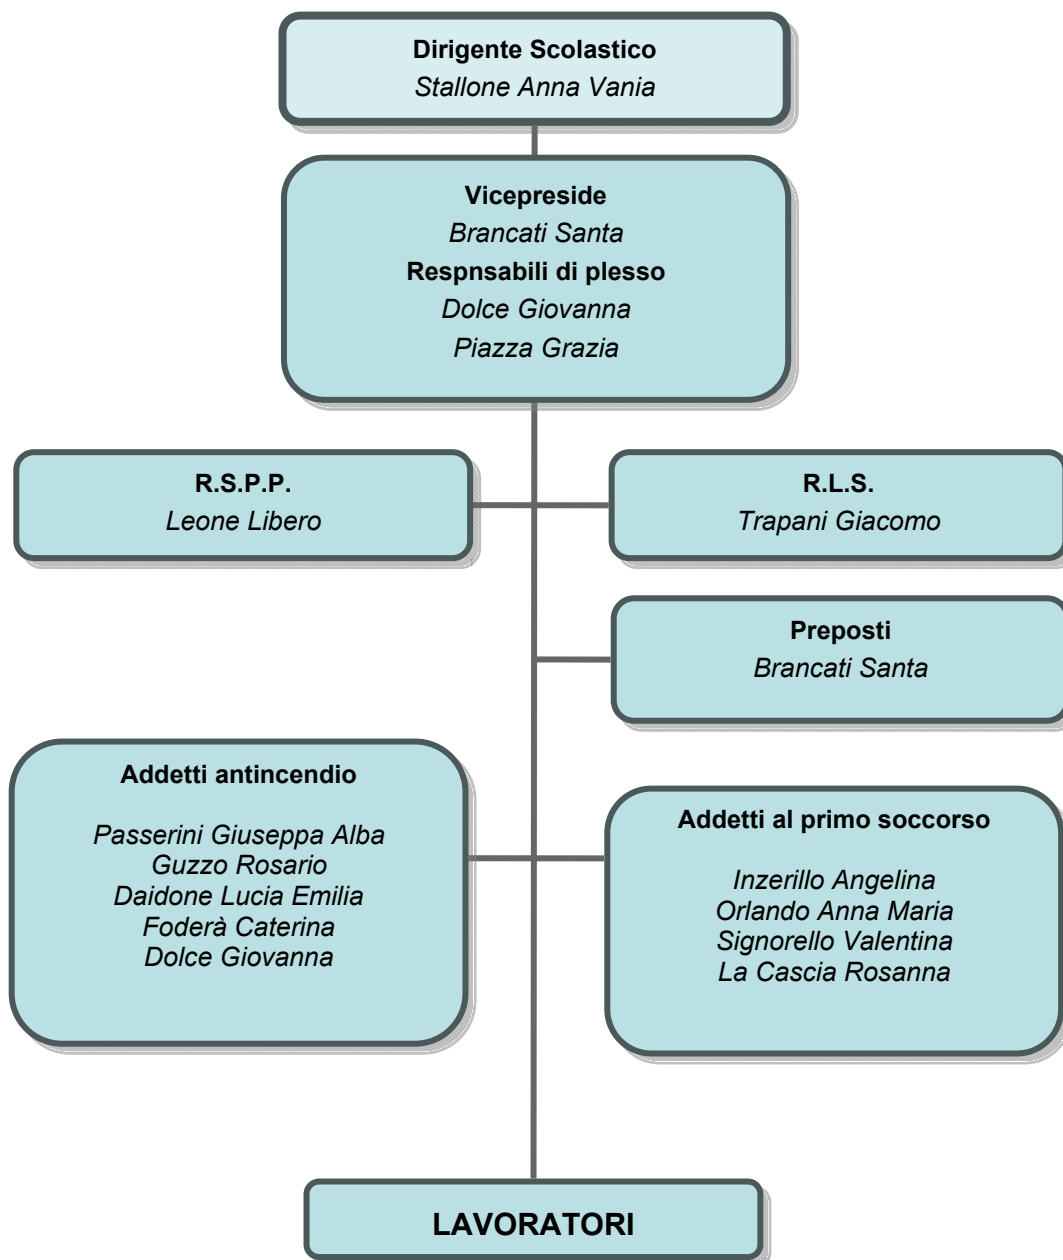 Dirigente Scolastico
Stallone Anna Vania
Vicepreside
Brancati Santa
Respnsabili di plesso
Dolce Giovanna
Piazza Grazia
R.S.P.P.
Leone Libero
R.L.S.
Trapani Giacomo
Preposti
Brancati Santa
Addetti antincendio
Passerini Giuseppa Alba
Guzzo Rosario
Daidone Lucia Emilia
Foderà Caterina
Dolce Giovanna
Addetti al primo soccorso
Inzerillo Angelina
Orlando Anna Maria
Signorello Valentina
La Cascia Rosanna
LAVORATORI